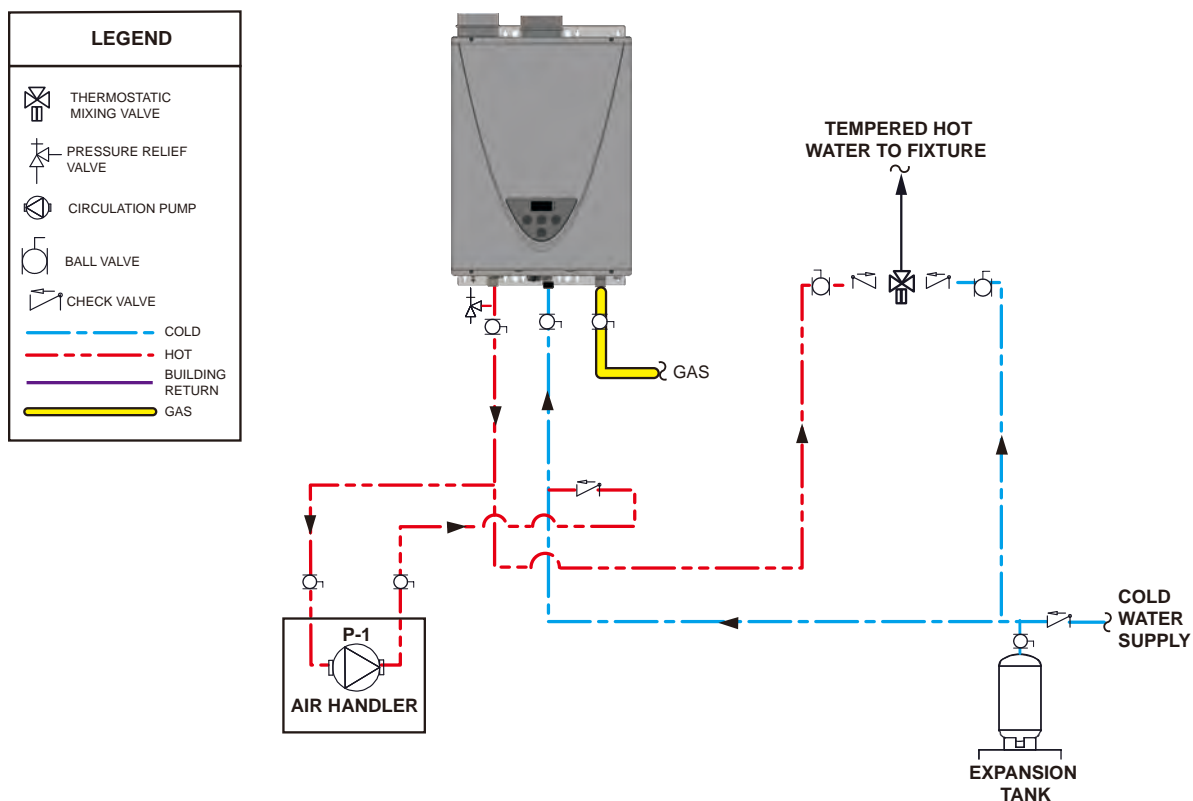 LEGEND
THERMOSTATIC
MIXING VALVE
PRESSURE RELIEF
VALVE
CIRCULATION PUMP
BALL VALVE
CHECK VALVE
COLD
HOT
BUILDING
RETURN
GAS
TEMPERED HOT
WATER TO FIXTURE
GAS
P-1
AIR HANDLER
COLD
WATER
SUPPLY
EXPANSION
TANK